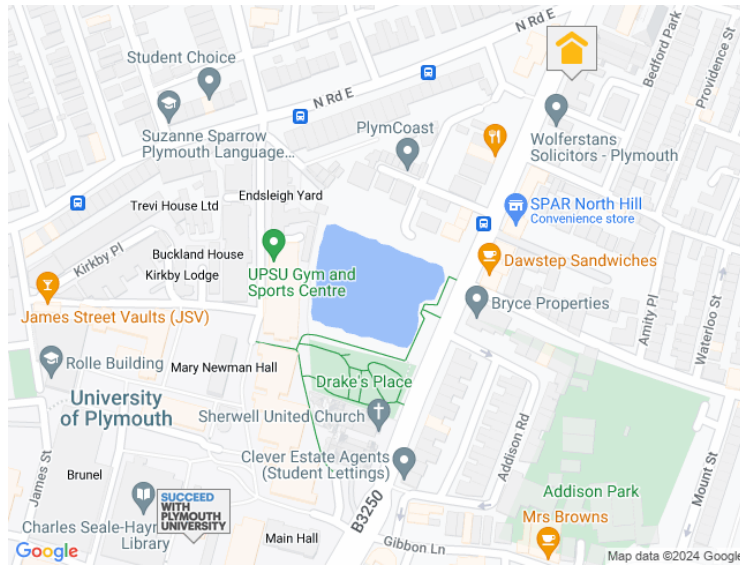 N Rd E
Bedford Park
Providence St
Student Choice
N Rd E
PlymCoast
Suzanne Sparrow
Plymouth Language...
Wolferstans
Solicitors - Plymouth
Endsleigh Yard
Trevi House Ltd
SPAR North Hill
Convenience store
Kirkby Pl
Buckland House
Kirkby Lodge
UPSU Gym and
Sports Centre
Dawstep Sandwiches
James Street Vaults (JSV)
Bryce Properties
Amity Pl
Waterloo St
Rolle Building
Mary Newman Hall
Drake's Place
University
of Plymouth
Sherwell United Church
Clever Estate Agents
(Student Lettings)
Addison Rd
James St
Brunel
Mount St
Addison Park
SUCCEED
WITH
PLYMOUTH
UNIVERSITY
Charles Seale-Hayn
Library
B3250
Mrs Browns
Main Hall
Gibbon Ln
Google
Map data ©2024 Google